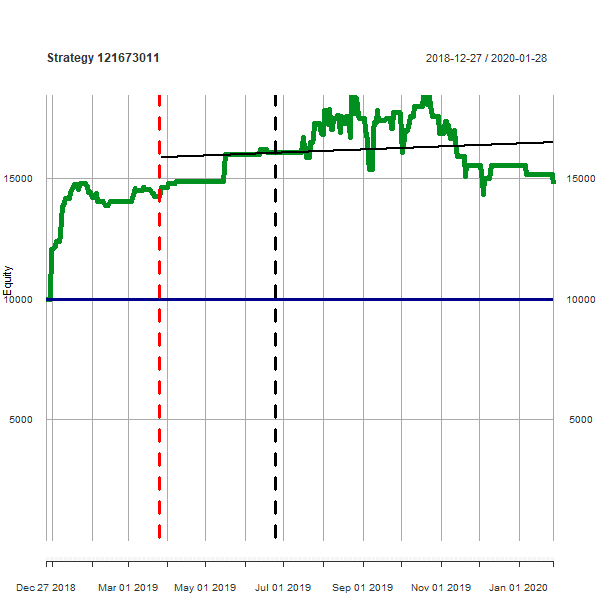 Strategy 121673011
2018-12-27 / 2020-01-28
15000 15000
Equity
10000 10000
5000 5000
Dec 27 2018 Mar 01 2019 May 01 2019 Jul 01 2019 Sep 01 2019 Nov 01 2019 Jan 01 2020